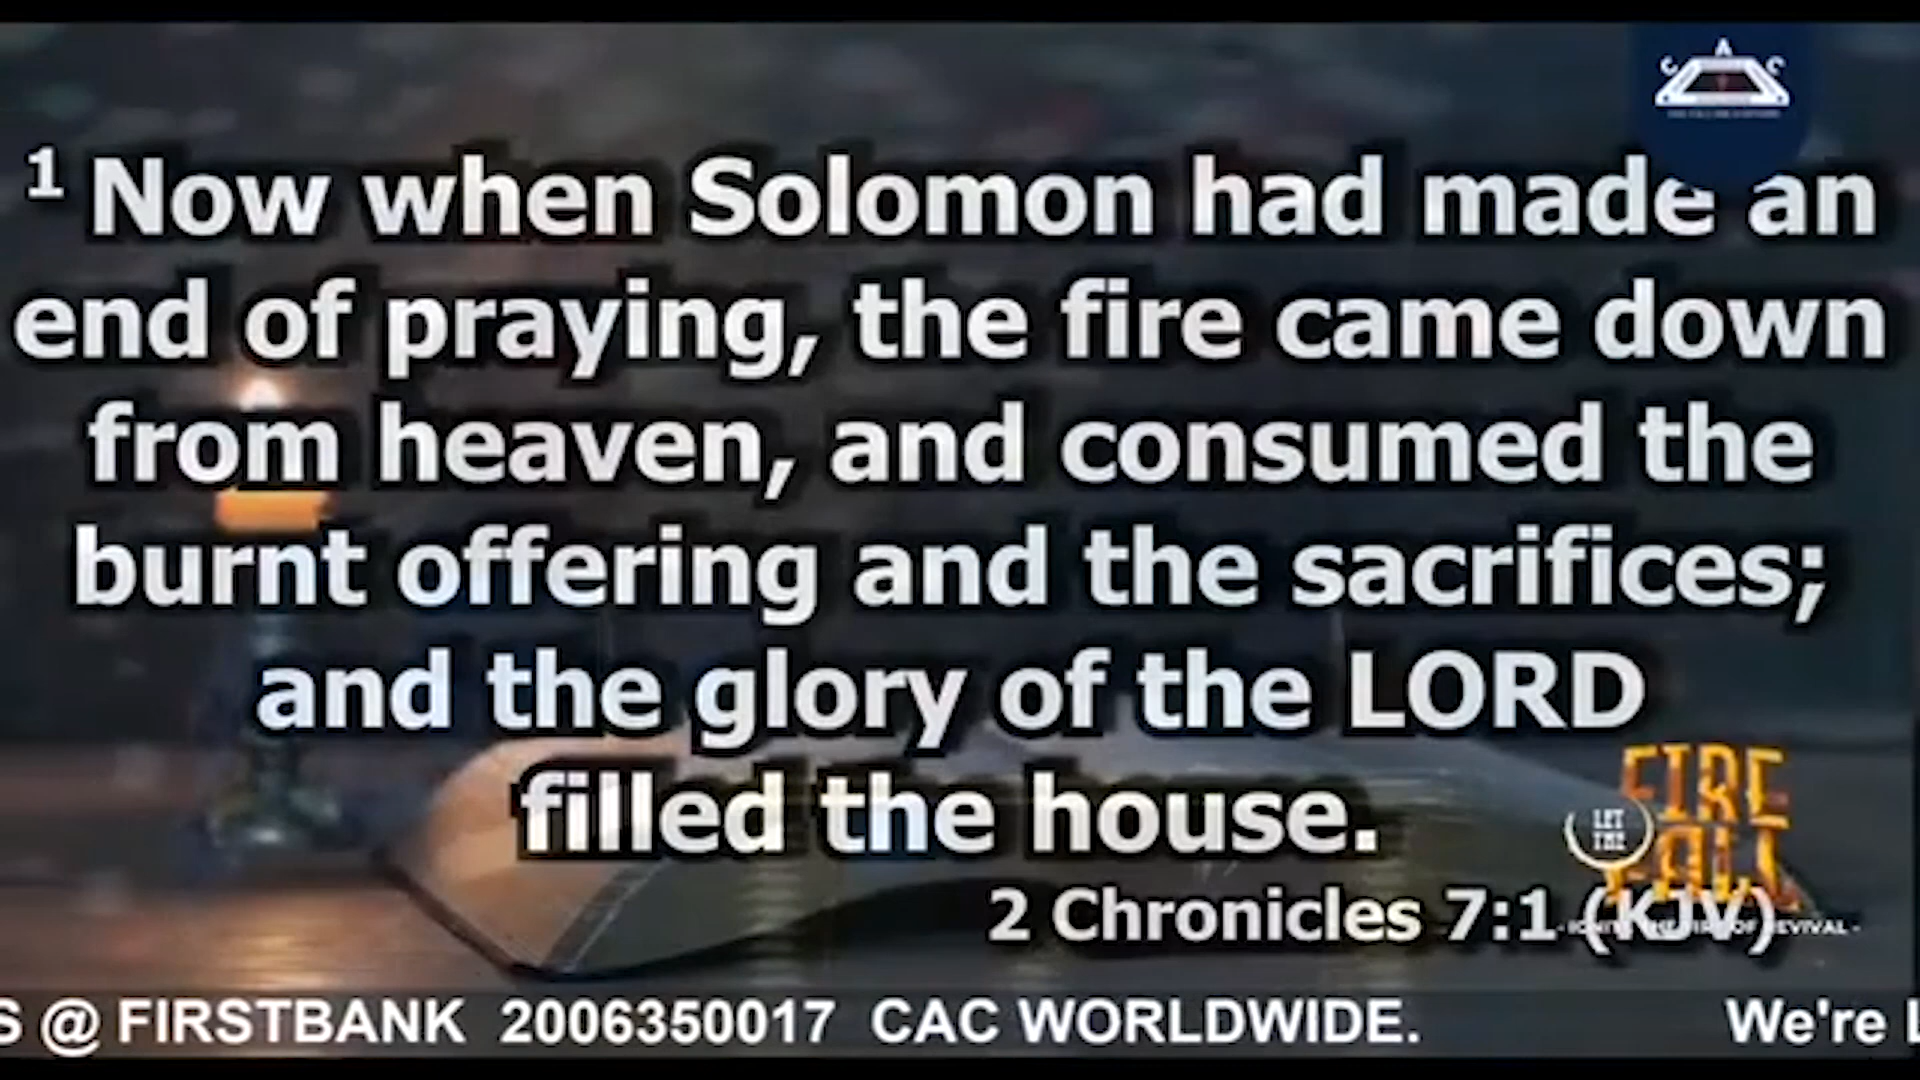 C A C
1 Now when Solomon had made an
end of praying, the fire came down
from heaven, and consumed the
burnt offering and the sacrifices;
and the glory of the LORD
filled the house.
2 Chronicles 7:1 (KJV)
LET THE
FIRE
FALL
S @ FIRSTBANK 2006350017 CAC WORLDWIDE. We're L